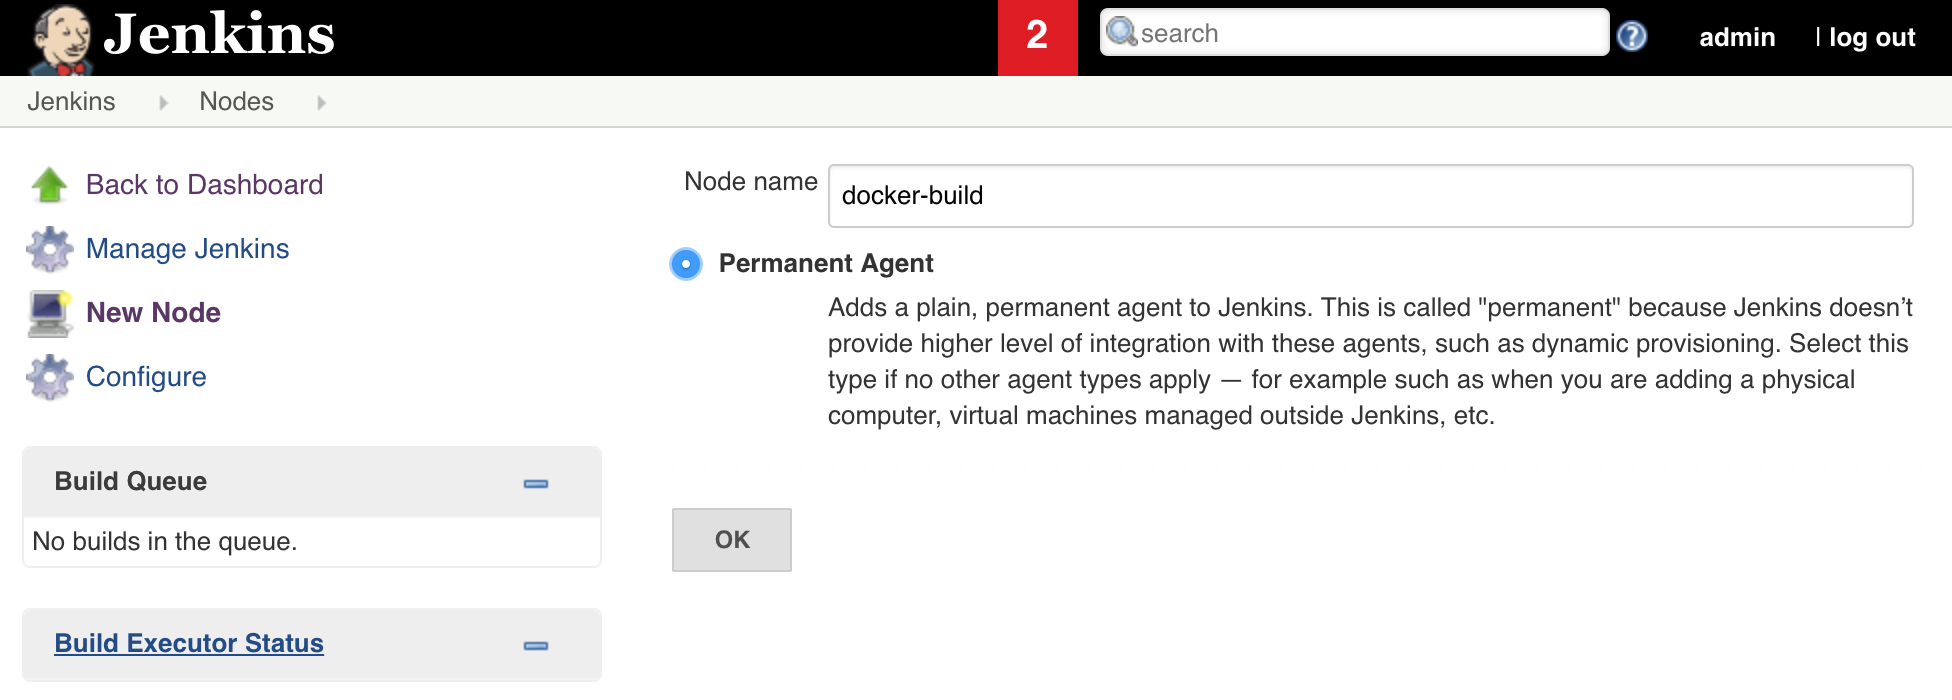 Jenkins
2
search
?
admin
| log out
Jenkins
Nodes
Back to Dashboard
Manage Jenkins
New Node
Configure
Build Queue
No builds in the queue.
Build Executor Status
Node name
docker-build
Permanent Agent
Adds a plain, permanent agent to Jenkins. This is called "permanent" because Jenkins doesn’t
provide higher level of integration with these agents, such as dynamic provisioning. Select this
type if no other agent types apply — for example such as when you are adding a physical
computer, virtual machines managed outside Jenkins, etc.
OK